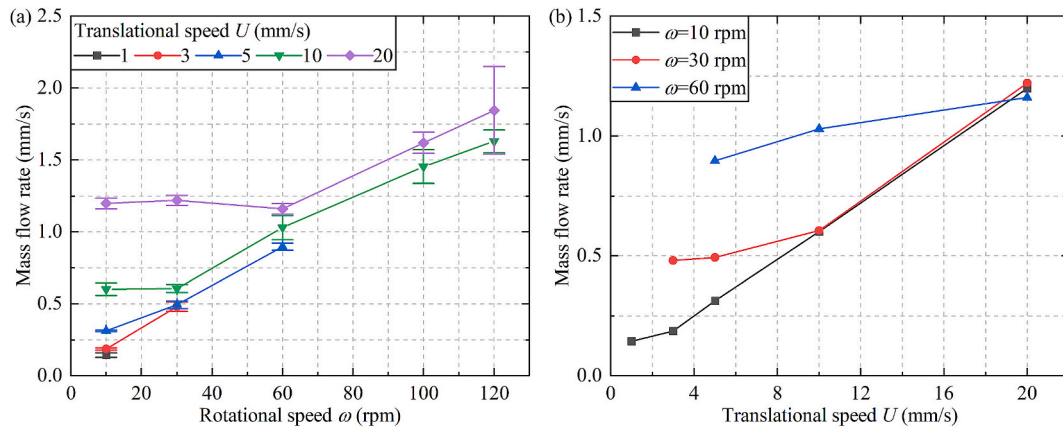 (a)
Translational speed U (mm/s)
1 3 5 10 20
Mass flow rate (mm/s)
2.5
2.0
1.5
1.0
0.5
0.0
0 20 40 60 80 100 120
Rotational speed ω (rpm)
(b)
ω=10 rpm
ω=30 rpm
ω=60 rpm
Mass flow rate (mm/s)
1.5
1.0
0.5
0.0
0 4 8 12 16 20
Translational speed U (mm/s)